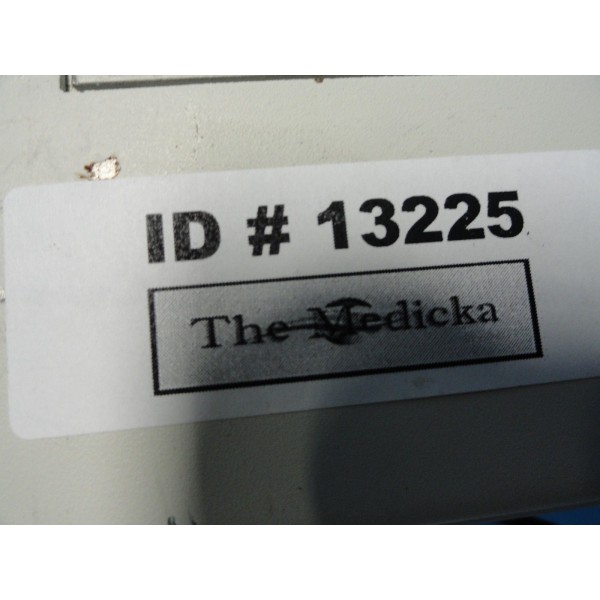 ID # 13225
The Medicka